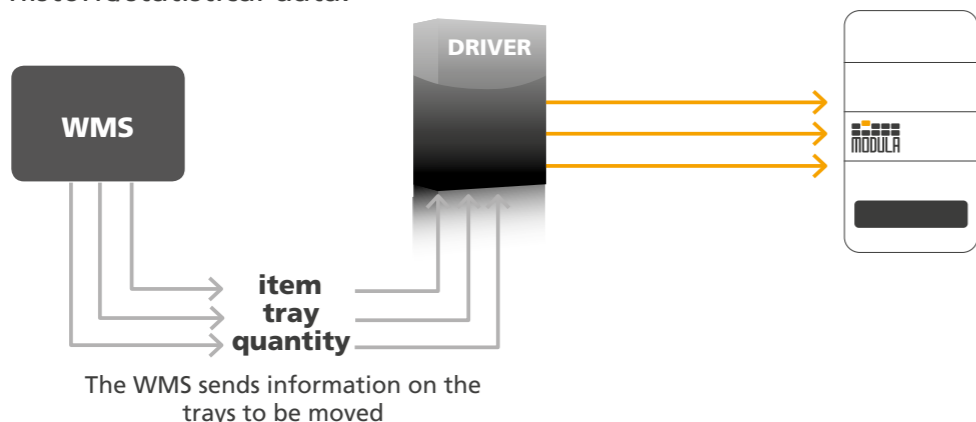 DRIVER
WMS
MODULA
item
tray
quantity
The WMS sends information on the
trays to be moved